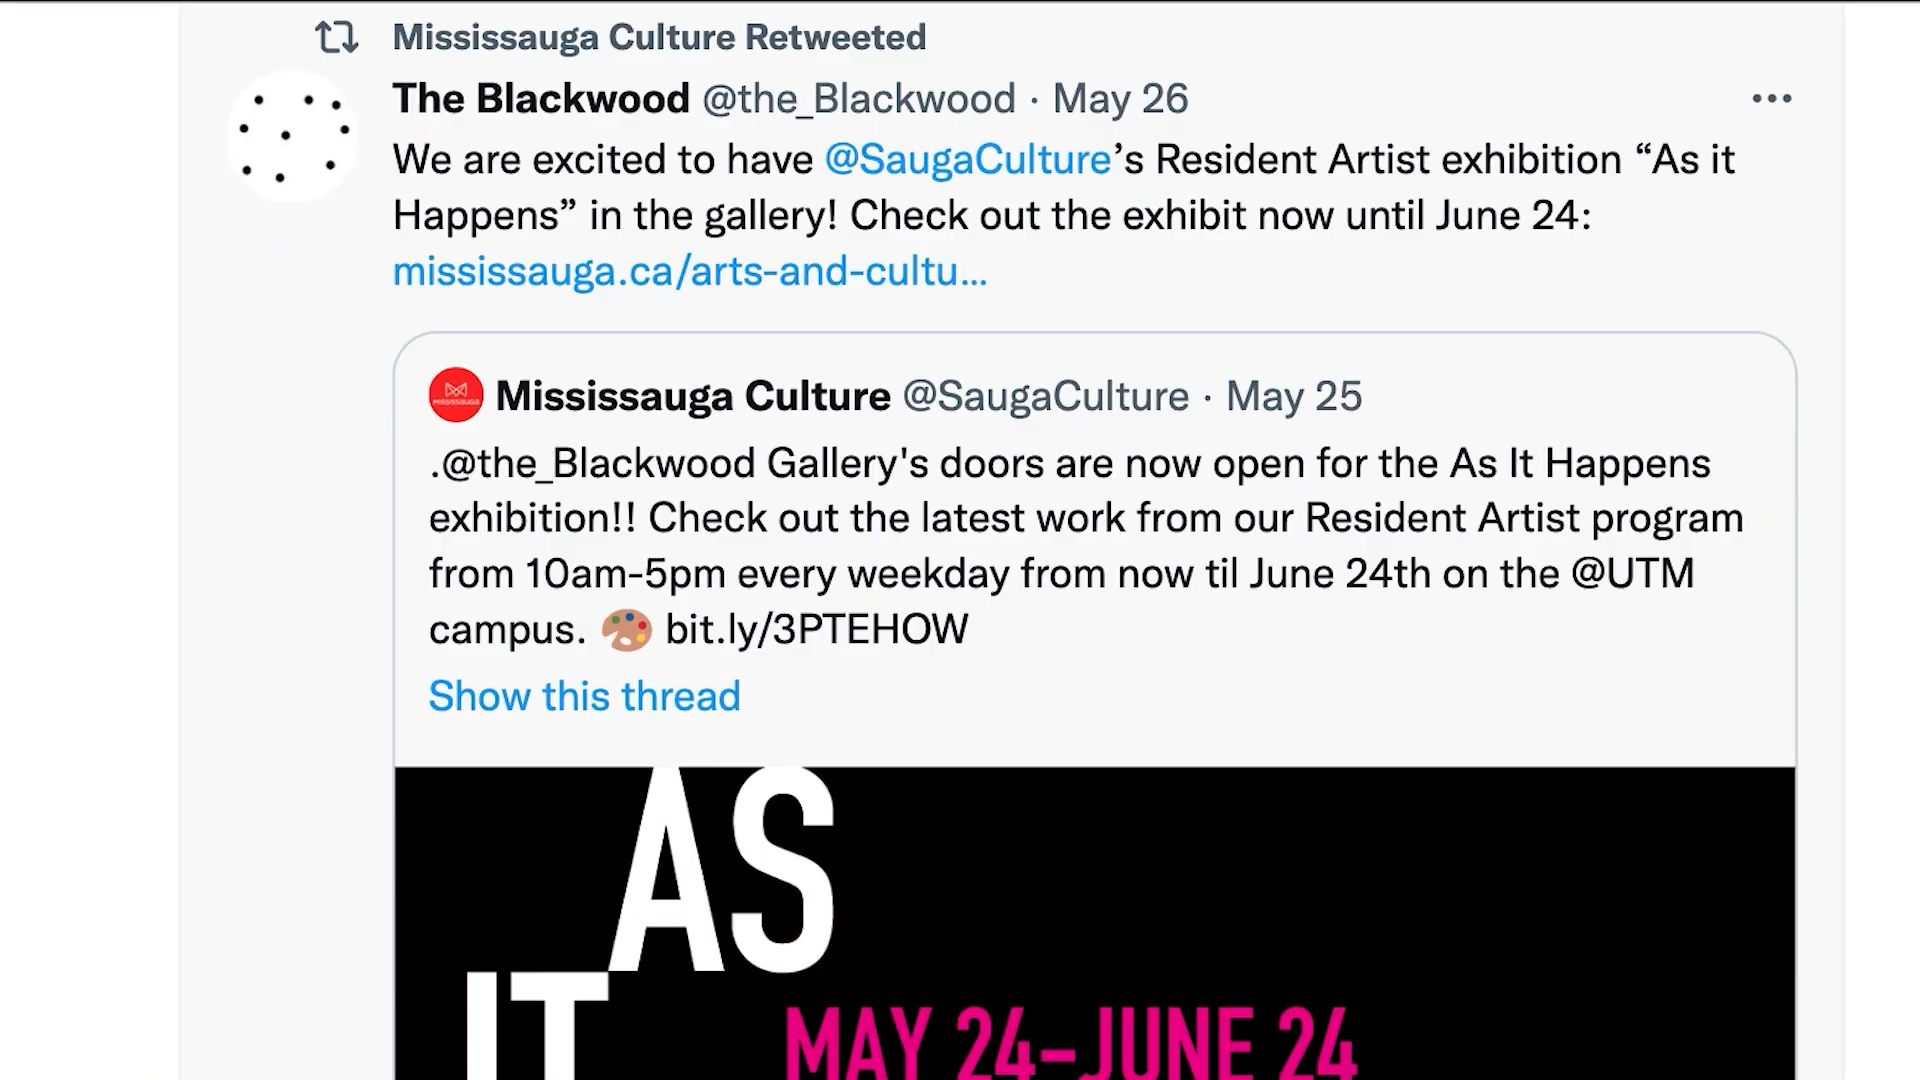 Mississauga Culture Retweeted
The Blackwood @the_Blackwood · May 26
We are excited to have @SaugaCulture’s Resident Artist exhibition “As it
Happens” in the gallery! Check out the exhibit now until June 24:
mississauga.ca/arts-and-cultu…
Mississauga Culture @SaugaCulture · May 25
.@the_Blackwood Gallery's doors are now open for the As It Happens
exhibition!! Check out the latest work from our Resident Artist program
from 10am-5pm every weekday from now til June 24th on the @UTM
campus. 🎨 bit.ly/3PTEHOW
Show this thread
AS
IT
MAY 24–JUNE 24